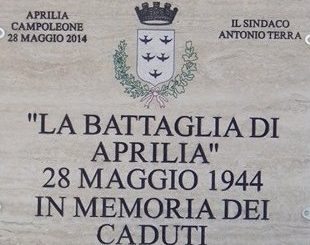 APRILIA
CAMPOLEONE
28 MAGGIO 2014
IL SINDACO
ANTONIO TERRA
"LA BATTAGLIA DI
APRILIA"
28 MAGGIO 1944
IN MEMORIA DEI
CADUTI